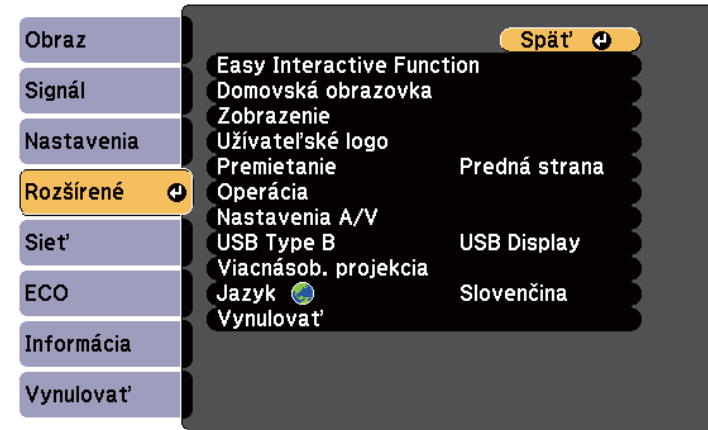 Obraz
Signál
Nastavenia
Rozšírené
Sieť
ECO
Informácia
Vynulovať
Späť
Easy Interactive Function
Domovská obrazovka
Zobrazenie
Užívateľské logo
Premietanie Predná strana
Operácia
Nastavenia A/V
USB Type B USB Display
Viacnásob. projekcia
Jazyk Slovenčina
Vynulovať